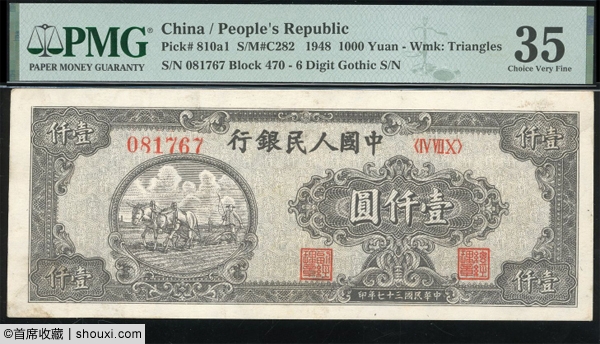 PMG
PAPER MONEY GUARANTY
China / People's Republic
Pick# 810a1 S/M#C282 1948 1000 Yuan - Wmk: Triangles
S/N 081767 Block 470 - 6 Digit Gothic S/N
35
Choice Very Fine
壹仟
壹仟
中國人民銀行
081767
〈ⅣⅦⅩ〉
壹仟圓
壹仟
壹仟
中華民國三十七年印
©首席收藏 | shouxi.com